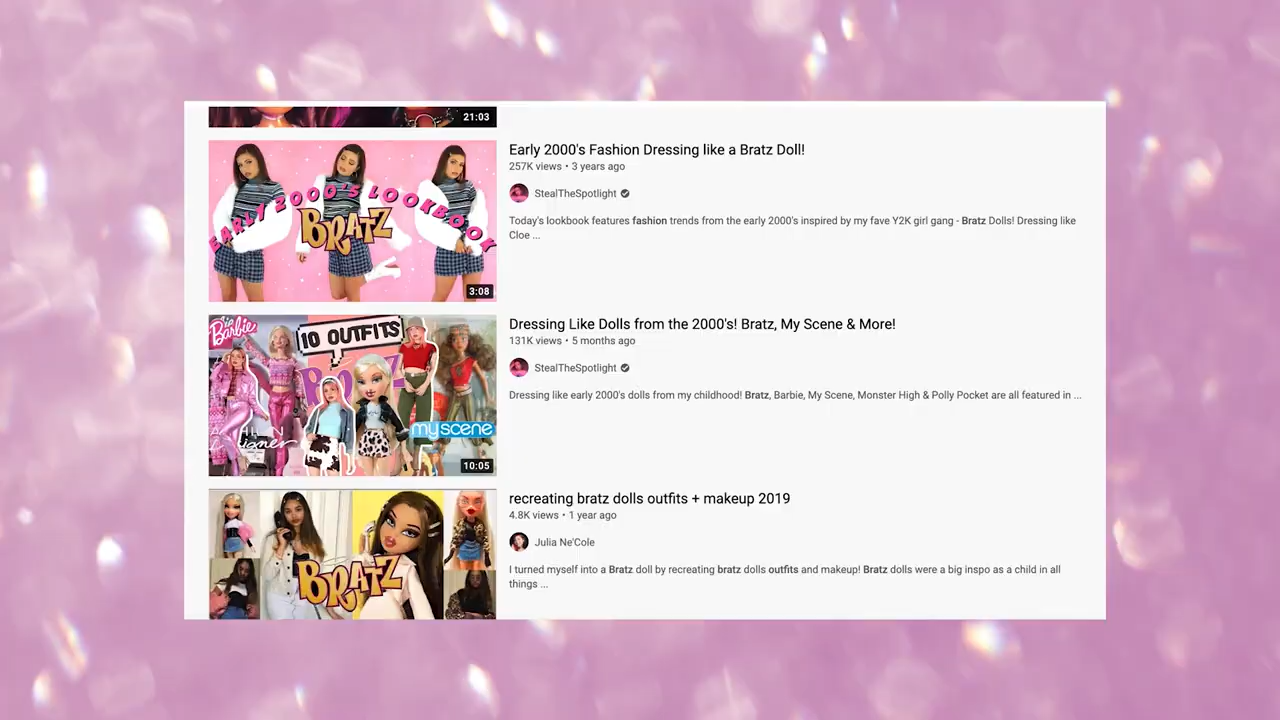 21:03
EARLY 2000'S LOOKBOOK
BRATZ
3:08
Early 2000's Fashion Dressing like a Bratz Doll!
257K views • 3 years ago
StealTheSpotlight
Today's lookbook features fashion trends from the early 2000's inspired by my fave Y2K girl gang - Bratz Dolls! Dressing like
Cloe ...
Barbie
10 OUTFITS
my scene
10:05
Dressing Like Dolls from the 2000's! Bratz, My Scene & More!
131K views • 5 months ago
StealTheSpotlight
Dressing like early 2000's dolls from my childhood! Bratz, Barbie, My Scene, Monster High & Polly Pocket are all featured in ...
BRATZ
recreating bratz dolls outfits + makeup 2019
4.8K views • 1 year ago
Julia Ne'Cole
I turned myself into a Bratz doll by recreating bratz dolls outfits and makeup! Bratz dolls were a big inspo as a child in all
things ...